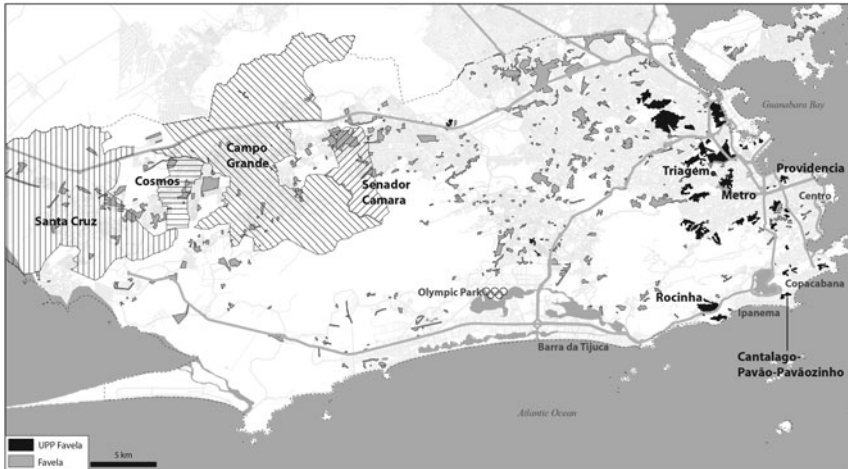 Guanabara Bay
Campo
Grande
Cosmos
Senador
Camara
Santa Cruz
Triagem
Metro
Providencia
Centro
Olympic Park
Rocinha
Copacabana
Ipanema
Barra da Tijuca
Cantalago-
Pavão-Pavãozinho
Atlantic Ocean
UPP Favela
Favela
5 km